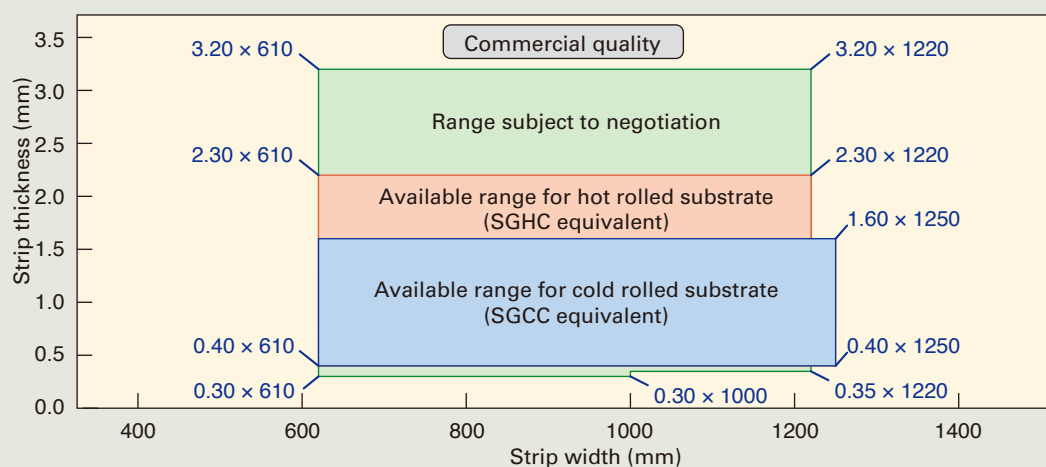 Commercial quality
3.5
3.0
2.5
2.0
1.5
1.0
0.5
0.0
Strip thickness (mm)
3.20 × 610
3.20 × 1220
Range subject to negotiation
2.30 × 610
2.30 × 1220
Available range for hot rolled substrate
(SGHC equivalent)
1.60 × 1250
Available range for cold rolled substrate
(SGCC equivalent)
0.40 × 610
0.40 × 1250
0.30 × 610
0.30 × 1000
0.35 × 1220
400
600
800
1000
1200
1400
Strip width (mm)